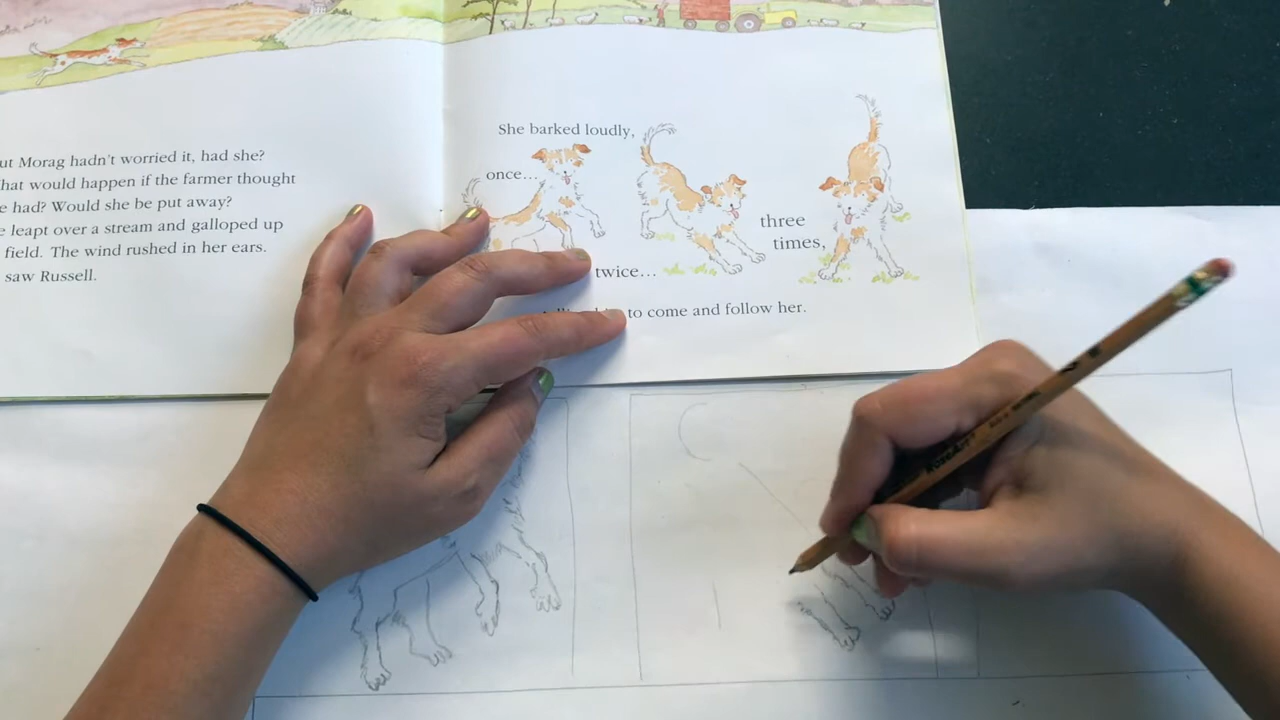 ut Morag hadn't worried it, had she?
hat would happen if the farmer thought
e had? Would she be put away?
e leapt over a stream and galloped up
field. The wind rushed in her ears.
saw Russell.
She barked loudly,
once...
twice...
three
times,
to come and follow her.
RoseArt